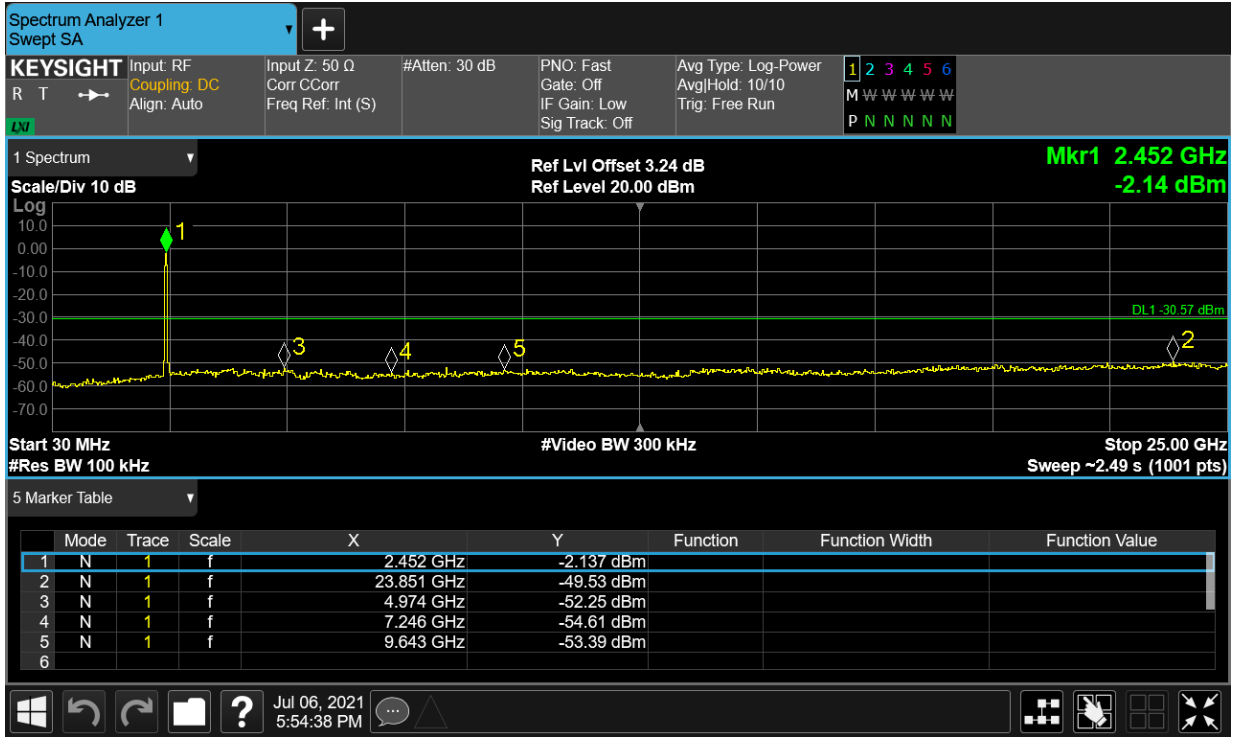 Spectrum Analyzer 1
Swept SA
KEYSIGHT Input: RF Input Z: 50 Ω #Atten: 30 dB PNO: Fast Avg Type: Log-Power 1 2 3 4 5 6
R T Coupling: DC Corr CCorr Gate: Off Avg|Hold: 10/10 M W W W W W
Align: Auto Freq Ref: Int (S) IF Gain: Low Trig: Free Run
LXI Sig Track: Off P N N N N N
1 Spectrum Ref Lvl Offset 3.24 dB Mkr1 2.452 GHz
Scale/Div 10 dB Ref Level 20.00 dBm -2.14 dBm
Log
10.0 1
0.00
-10.0
-20.0
-30.0 DL1 -30.57 dBm
-40.0 3 4 5 2
-50.0
-60.0
-70.0
Start 30 MHz #Video BW 300 kHz Stop 25.00 GHz
#Res BW 100 kHz Sweep ~2.49 s (1001 pts)
5 Marker Table
Mode Trace Scale X Y Function Function Width Function Value
1 N 1 f 2.452 GHz -2.137 dBm
2 N 1 f 23.851 GHz -49.53 dBm
3 N 1 f 4.974 GHz -52.25 dBm
4 N 1 f 7.246 GHz -54.61 dBm
5 N 1 f 9.643 GHz -53.39 dBm
6
? Jul 06, 2021
5:54:38 PM